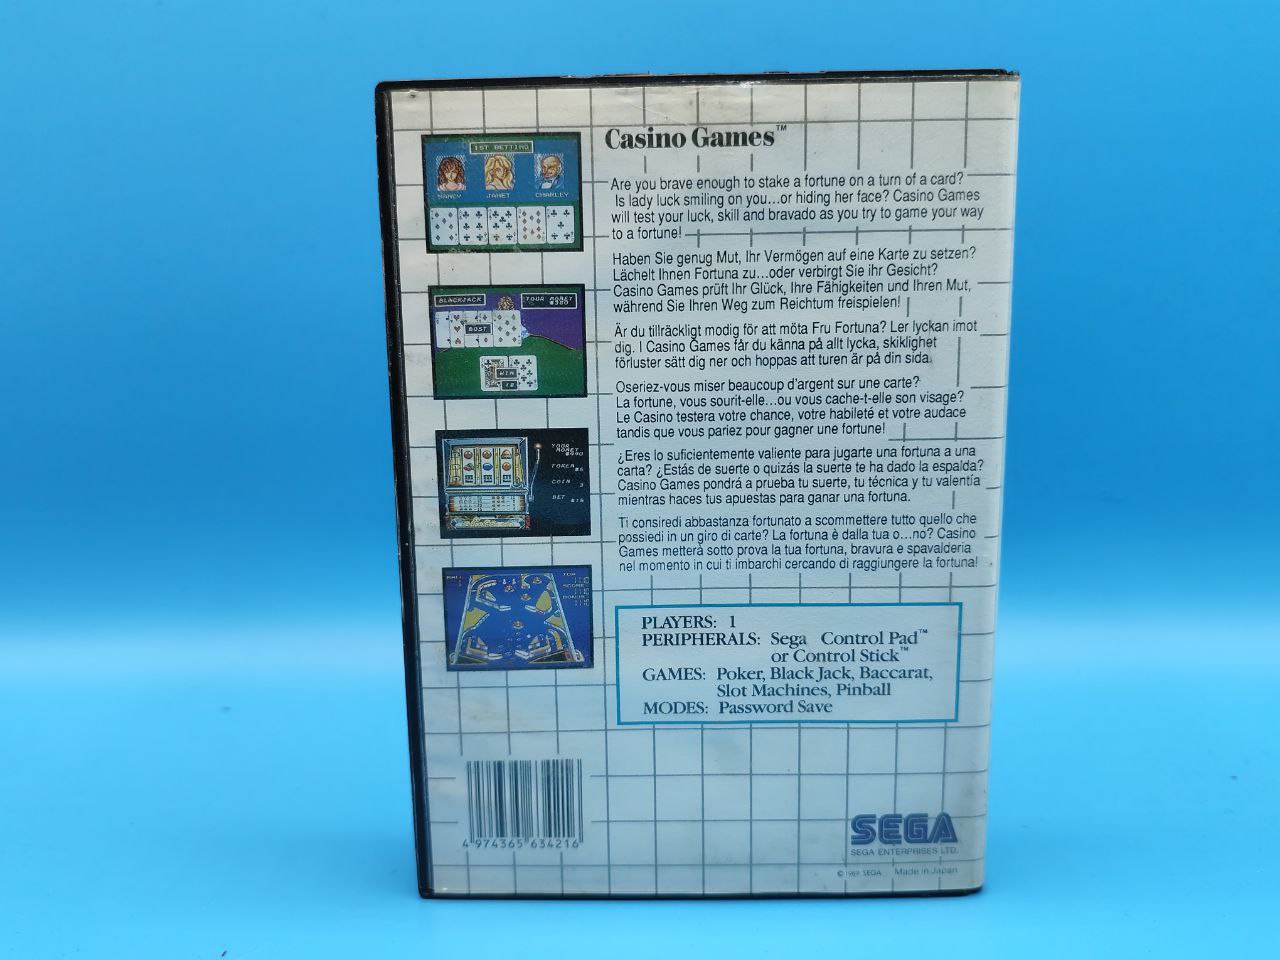 Casino Games™
Are you brave enough to stake a fortune on a turn of a card?
Is lady luck smiling on you...or hiding her face? Casino Games
will test your luck, skill and bravado as you try to game your way
to a fortune!
Haben Sie genug Mut, Ihr Vermögen auf eine Karte zu setzen?
Lächelt Ihnen Fortuna zu...oder verbirgt Sie ihr Gesicht?
Casino Games prüft Ihr Glück, Ihre Fähigkeiten und Ihren Mut,
während Sie Ihren Weg zum Reichtum freispielen!
Är du tillräckligt modig för att möta Fru Fortuna? Ler lyckan imot
dig. I Casino Games får du känna på allt lycka, skiklighet
förluster sätt dig ner och hoppas att turen är på din sida.
Oseriez-vous miser beaucoup d'argent sur une carte?
La fortune, vous sourit-elle...ou vous cache-t-elle son visage?
Le Casino testera votre chance, votre habileté et votre audace
tandis que vous pariez pour gagner une fortune!
¿Eres lo suficientemente valiente para jugarte una fortuna a una
carta? ¿Estás de suerte o quizás la suerte te ha dado la espalda?
Casino Games pondrá a prueba tu suerte, tu técnica y tu valentía
mientras haces tus apuestas para ganar una fortuna.
Ti consiredi abbastanza fortunato a scommettere tutto quello che
possiedi in un giro di carte? La fortuna è dalla tua o...no? Casino
Games metterà sotto prova la tua fortuna, bravura e spavalderia
nel momento in cui ti imbarchi cercando di raggiungere la fortuna!
PLAYERS: 1
PERIPHERALS: Sega Control Pad™
or Control Stick™
GAMES: Poker, Black Jack, Baccarat,
Slot Machines, Pinball
MODES: Password Save
1ST BETTING
NANCY JANET CHARLEY
BLACKJACK
YOUR MONEY
BUST
WIN
18
YOUR
MONEY
TOKEN
COIN 3
BET
BALL
TOP
SCORE
BONUS
4 974365 634216
SEGA
SEGA ENTERPRISES LTD.
© 1989 SEGA Made in Japan